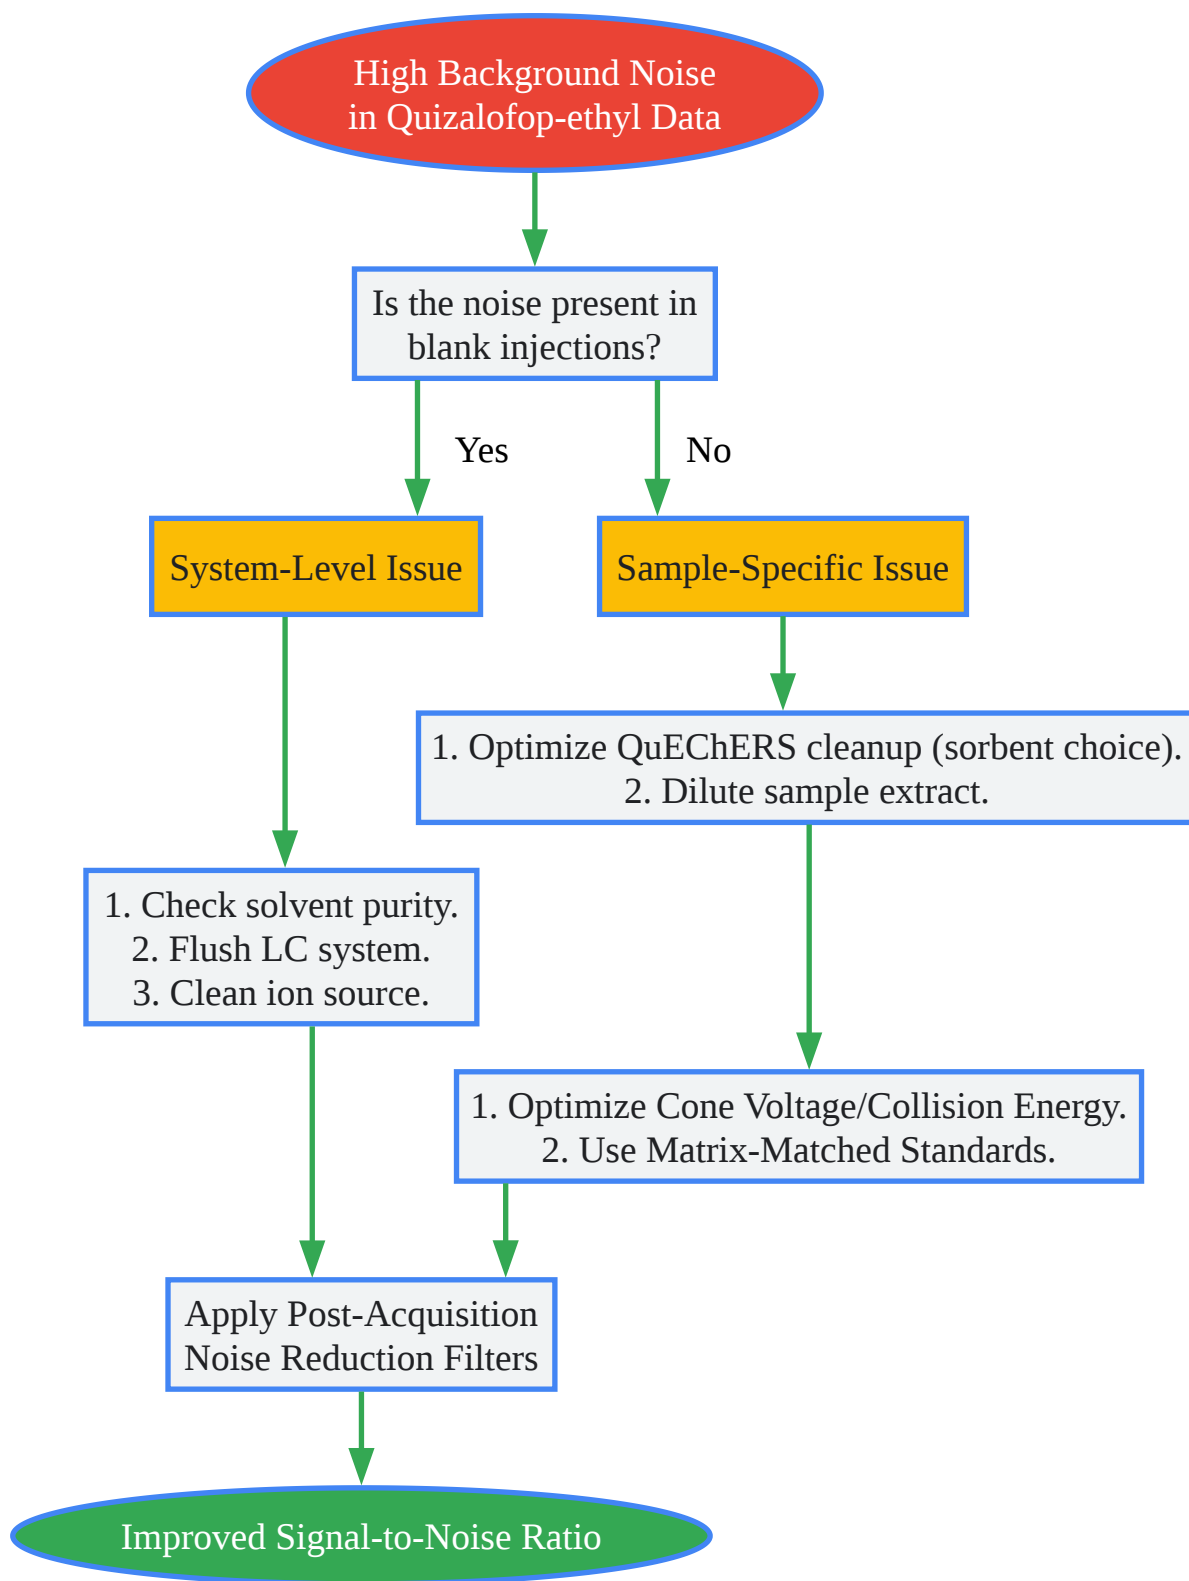 High Background Noise
in Quizalofop-ethyl Data
Is the noise present in
blank injections?
Yes
No
System-Level Issue
Sample-Specific Issue
1. Optimize QuEChERS cleanup (sorbent choice).
2. Dilute sample extract.
1. Check solvent purity.
2. Flush LC system.
3. Clean ion source.
1. Optimize Cone Voltage/Collision Energy.
2. Use Matrix-Matched Standards.
Apply Post-Acquisition
Noise Reduction Filters
Improved Signal-to-Noise Ratio